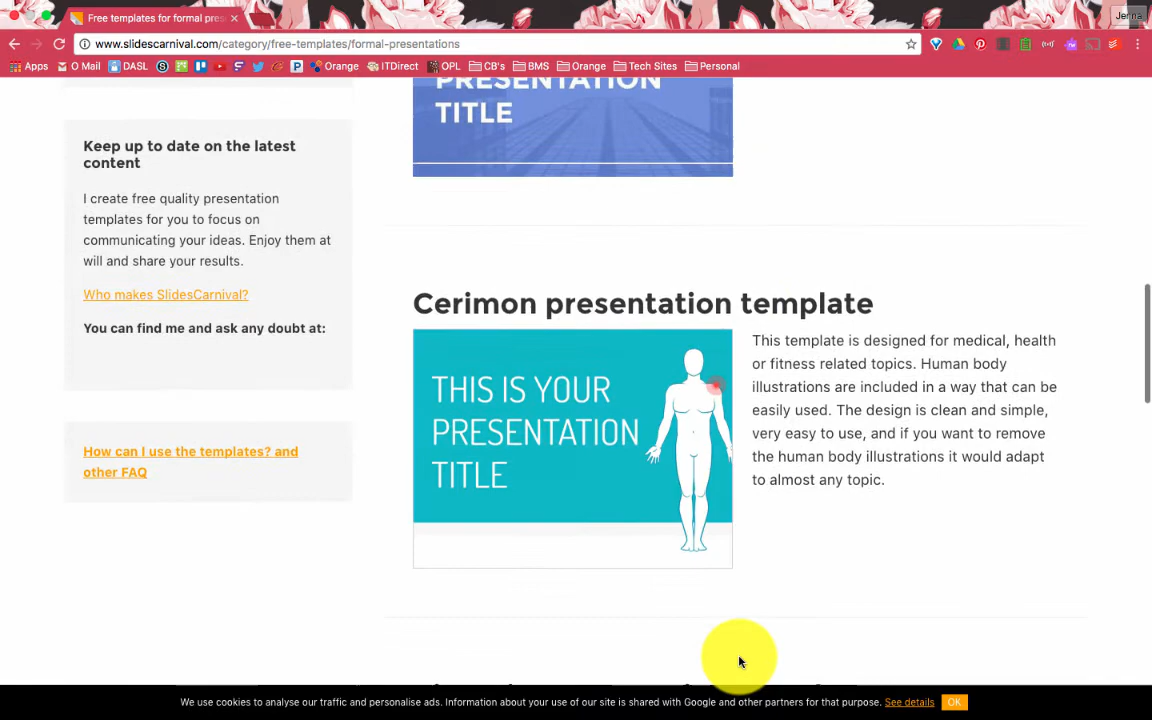 Free templates for formal pres
Jenna
www.slidescarnival.com/category/free-templates/formal-presentations
Apps O Mail DASL Orange ITDirect OPL CB's BMS Orange Tech Sites Personal
PRESENTATION
TITLE
Keep up to date on the latest
content
I create free quality presentation
templates for you to focus on
communicating your ideas. Enjoy them at
will and share your results.
Who makes SlidesCarnival?
You can find me and ask any doubt at:
How can I use the templates? and
other FAQ
Cerimon presentation template
THIS IS YOUR
PRESENTATION
TITLE
This template is designed for medical, health
or fitness related topics. Human body
illustrations are included in a way that can be
easily used. The design is clean and simple,
very easy to use, and if you want to remove
the human body illustrations it would adapt
to almost any topic.
We use cookies to analyse our traffic and personalise ads. Information about your use of our site is shared with Google and other partners for that purpose. See details OK